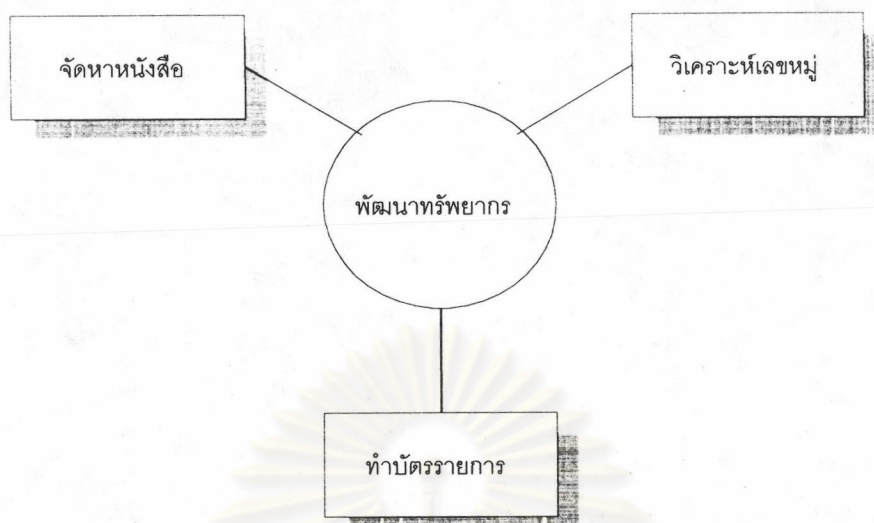 จัดหาหนังสือ
วิเคราะห์เลขหมู่
พัฒนาทรัพยากร
ทำบัตรรายการ